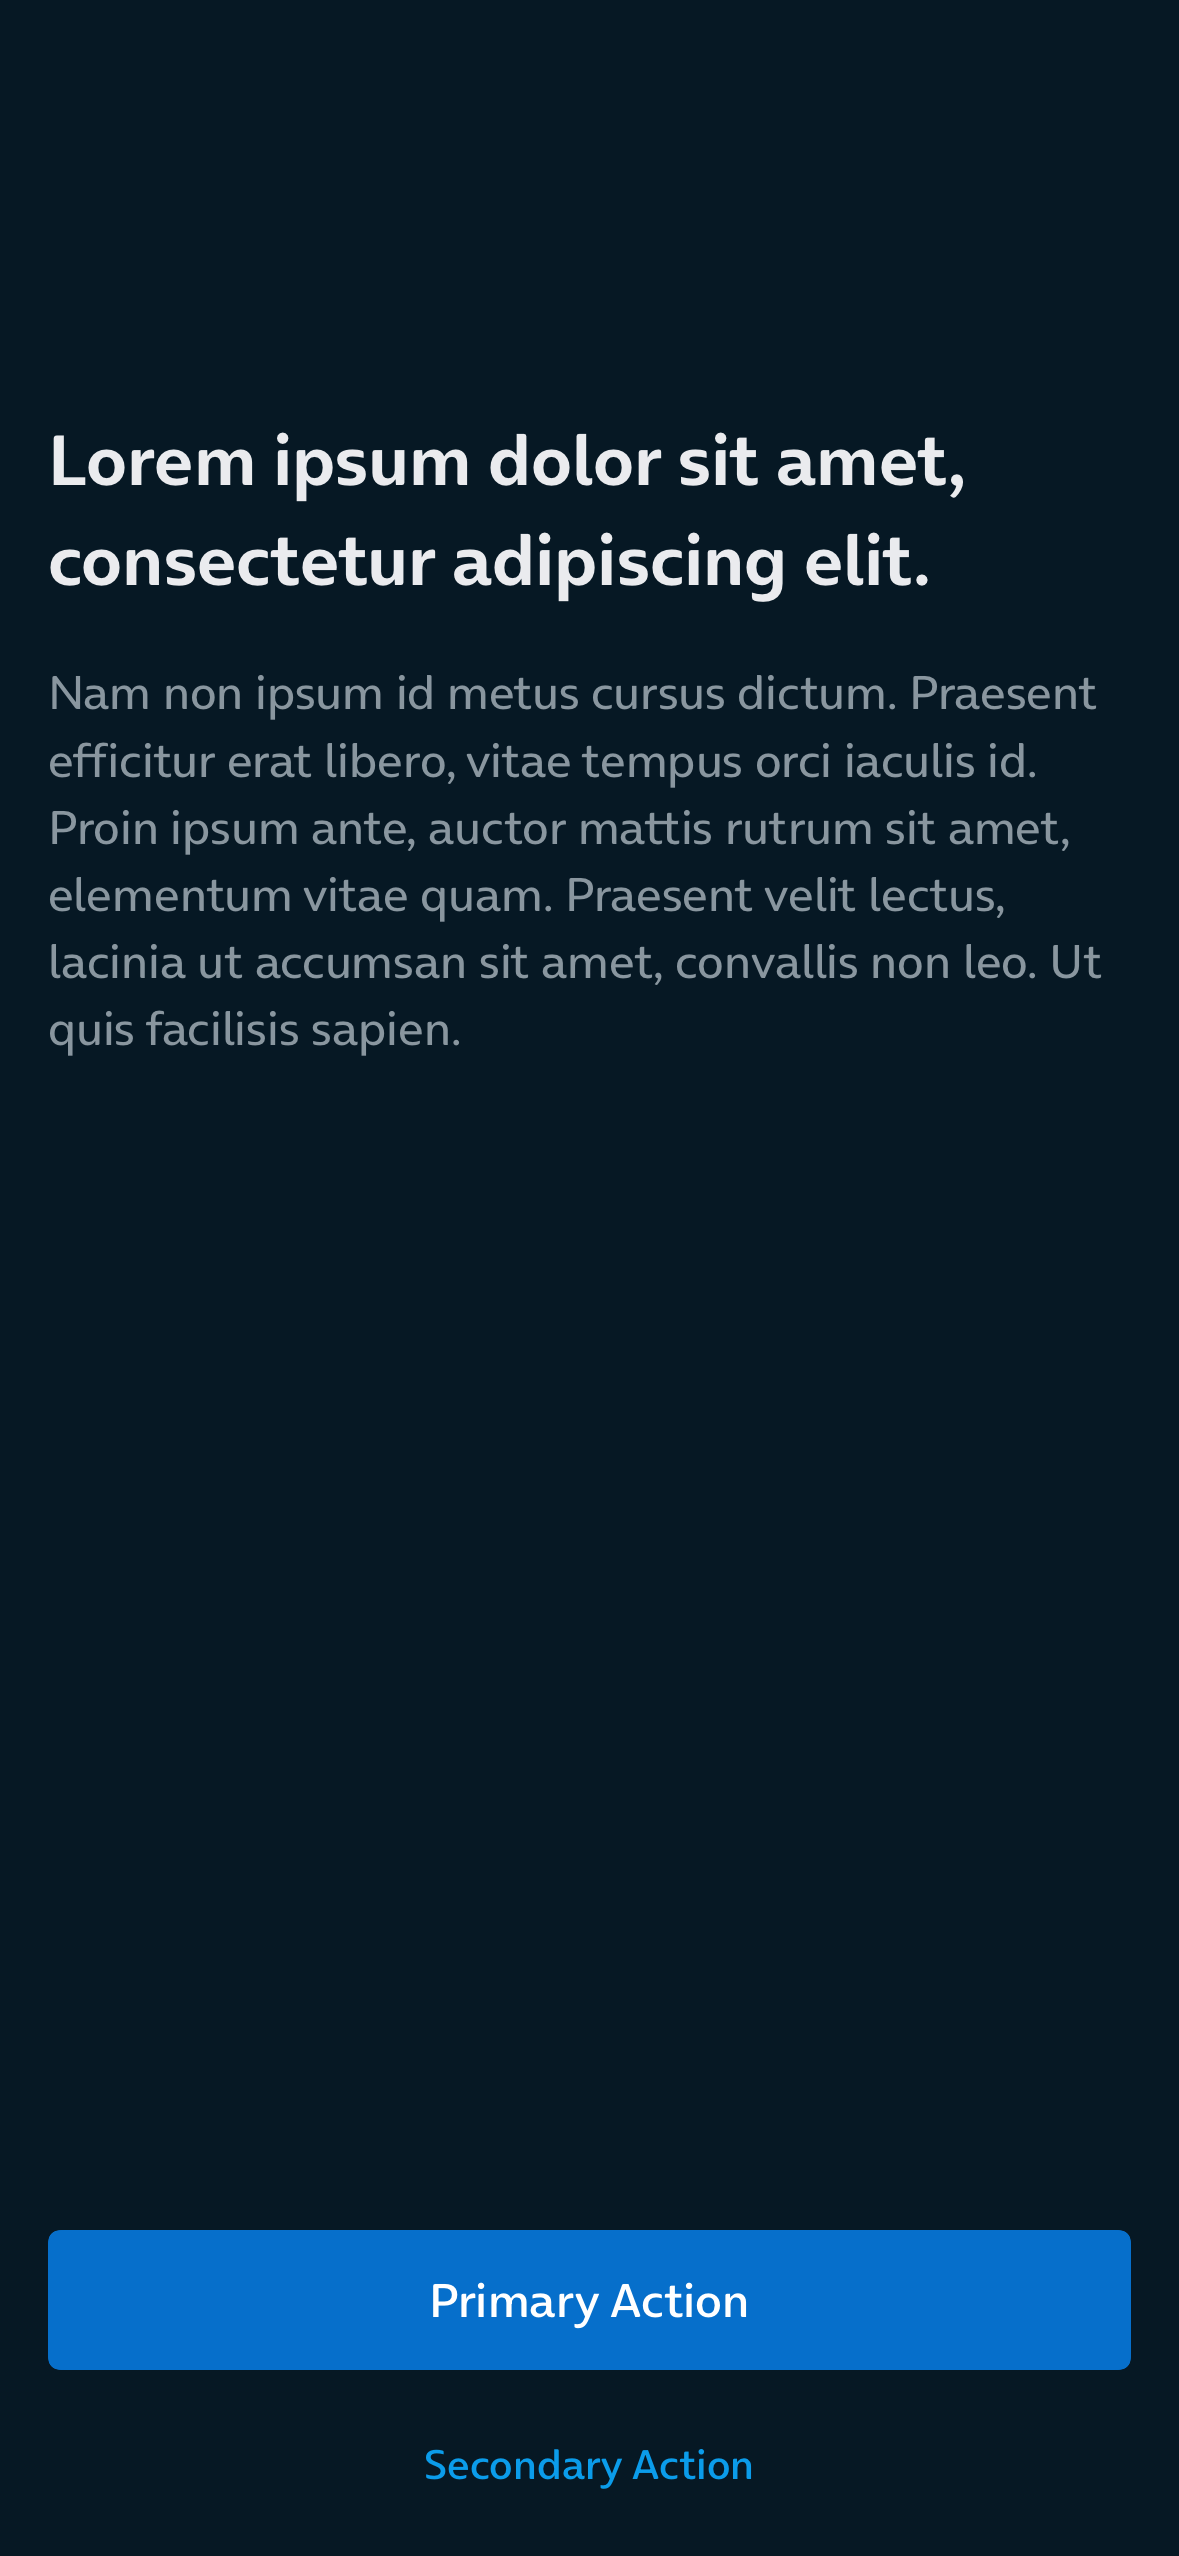 Lorem ipsum dolor sit amet,
consectetur adipiscing elit.
Nam non ipsum id metus cursus dictum. Praesent
efficitur erat libero, vitae tempus orci iaculis id.
Proin ipsum ante, auctor mattis rutrum sit amet,
elementum vitae quam. Praesent velit lectus,
lacinia ut accumsan sit amet, convallis non leo. Ut
quis facilisis sapien.
Primary Action
Secondary Action